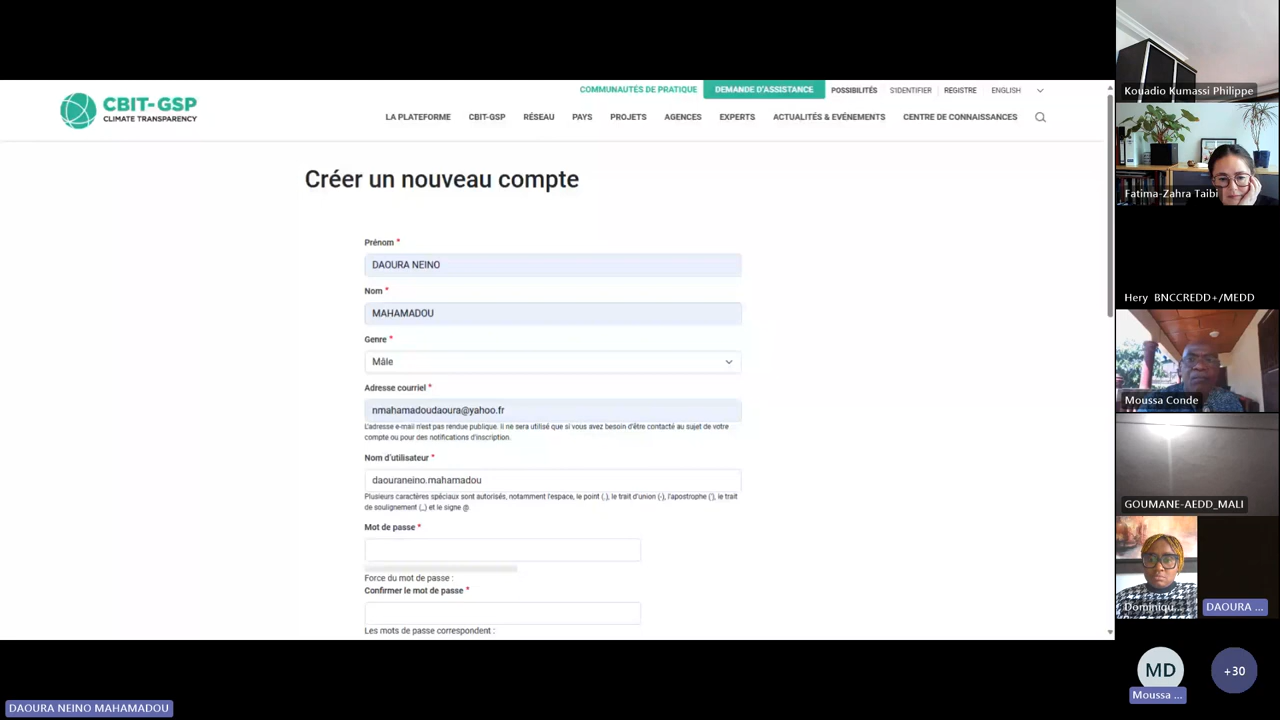 CBIT-GSP
CLIMATE TRANSPARENCY
COMMUNAUTÉS DE PRATIQUE
DEMANDE D'ASSISTANCE
POSSIBILITÉS
S'IDENTIFIER
REGISTRE
ENGLISH
LA PLATEFORME
CBIT-GSP
RÉSEAU
PAYS
PROJETS
AGENCES
EXPERTS
ACTUALITÉS & EVÉNEMENTS
CENTRE DE CONNAISSANCES
Créer un nouveau compte
Prénom *
DAOURA NEINO
Nom *
MAHAMADOU
Genre *
Mâle
Adresse courriel *
nmahamadoudaoura@yahoo.fr
L'adresse e-mail n'est pas rendue publique. Il ne sera utilisé que si vous avez besoin d'être contacté au sujet de votre
compte ou pour des notifications d'inscription.
Nom d'utilisateur *
daouraneino.mahamadou
Plusieurs caractères spéciaux sont autorisés, notamment l'espace, le point (.), le trait d'union (-), l'apostrophe ('), le trait
de soulignement (_) et le signe @
Mot de passe *
Force du mot de passe :
Confirmer le mot de passe *
Les mots de passe correspondent :
Kouadio Kumassi Philippe
Fatima-Zahra Taibi
Hery BNCCREDD+/MEDD
Moussa Conde
GOUMANE-AEDD_MALI
Dominiqu...
DAOURA ...
MD
Moussa ...
+30
DAOURA NEINO MAHAMADOU